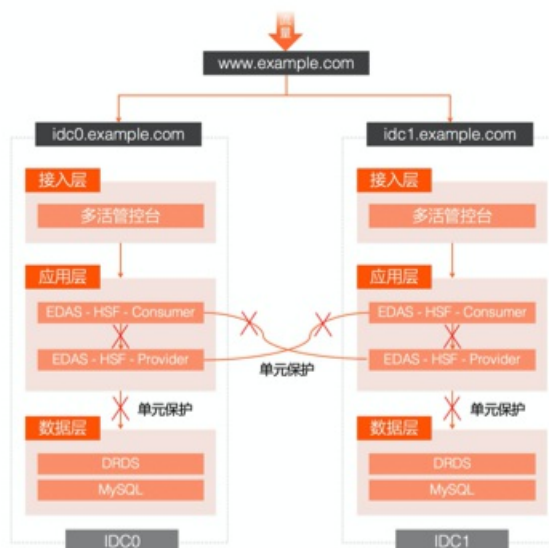 流量
www.example.com
idc0.example.com
接入层
多活管控台
应用层
EDAS - HSF - Consumer
EDAS - HSF - Provider
单元保护
数据层
DRDS
MySQL
IDC0
单元保护
idc1.example.com
接入层
多活管控台
应用层
EDAS - HSF - Consumer
EDAS - HSF - Provider
单元保护
数据层
DRDS
MySQL
IDC1